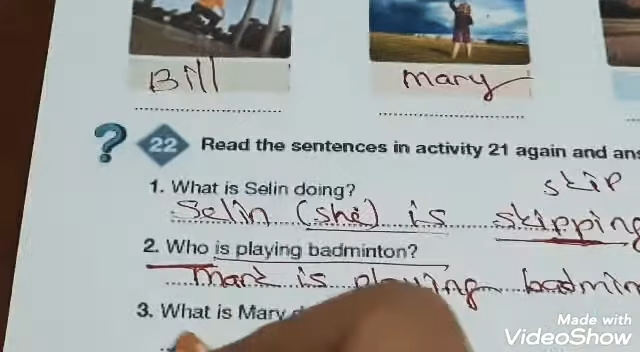 Bill mary
? 22 Read the sentences in activity 21 again and ans
skip
1. What is Selin doing?
Selin (she) is skipping
2. Who is playing badminton?
mark is playing badmin
3. What is Mary
Made with
VideoShow